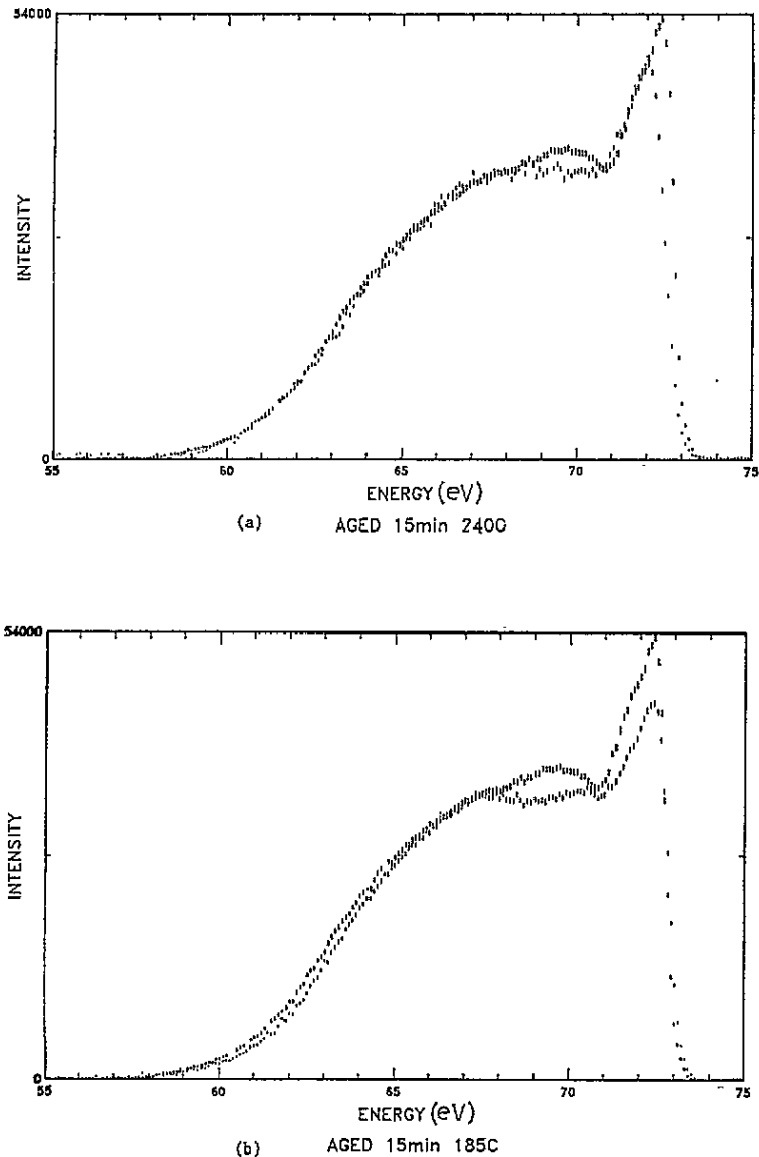 54000
INTENSITY
0
55 60 65 70 75
ENERGY (eV)
(a) AGED 15min 240C
54000
INTENSITY
0
55 60 65 70 75
ENERGY (eV)
(b) AGED 15min 185C